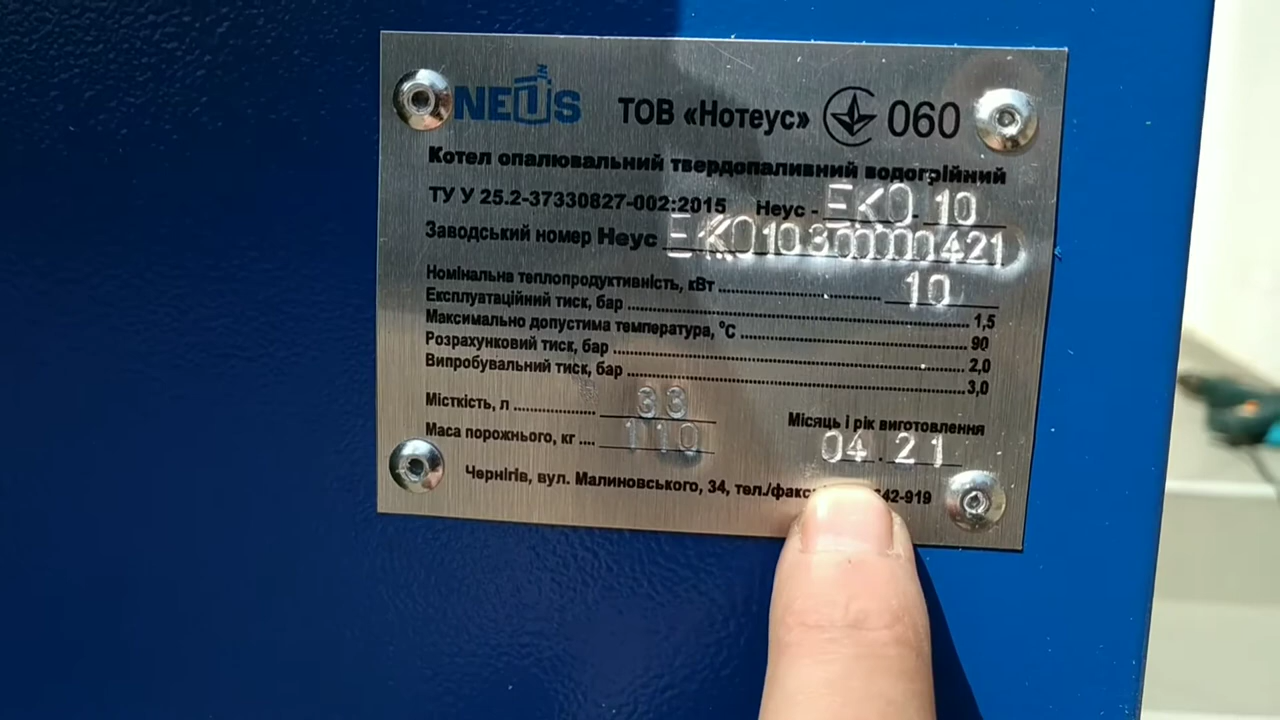 NEUS ТОВ «Нотеус» 060
Котел опалювальний твердопаливний водогрійний
ТУ У 25.2-37330827-002:2015 Неус - ЕКО - 10
Заводський номер Неус ЕКО10300000421
Номінальна теплопродуктивність, кВт 10
Експлуатаційний тиск, бар 1,5
Максимально допустима температура, °С 90
Розрахунковий тиск, бар 2,0
Випробувальний тиск, бар 3,0
Місткість, л 33
Місяць і рік виготовлення
Маса порожнього, кг 110
04.21
Чернігів, вул. Малиновського, 34, тел./факс 642-919